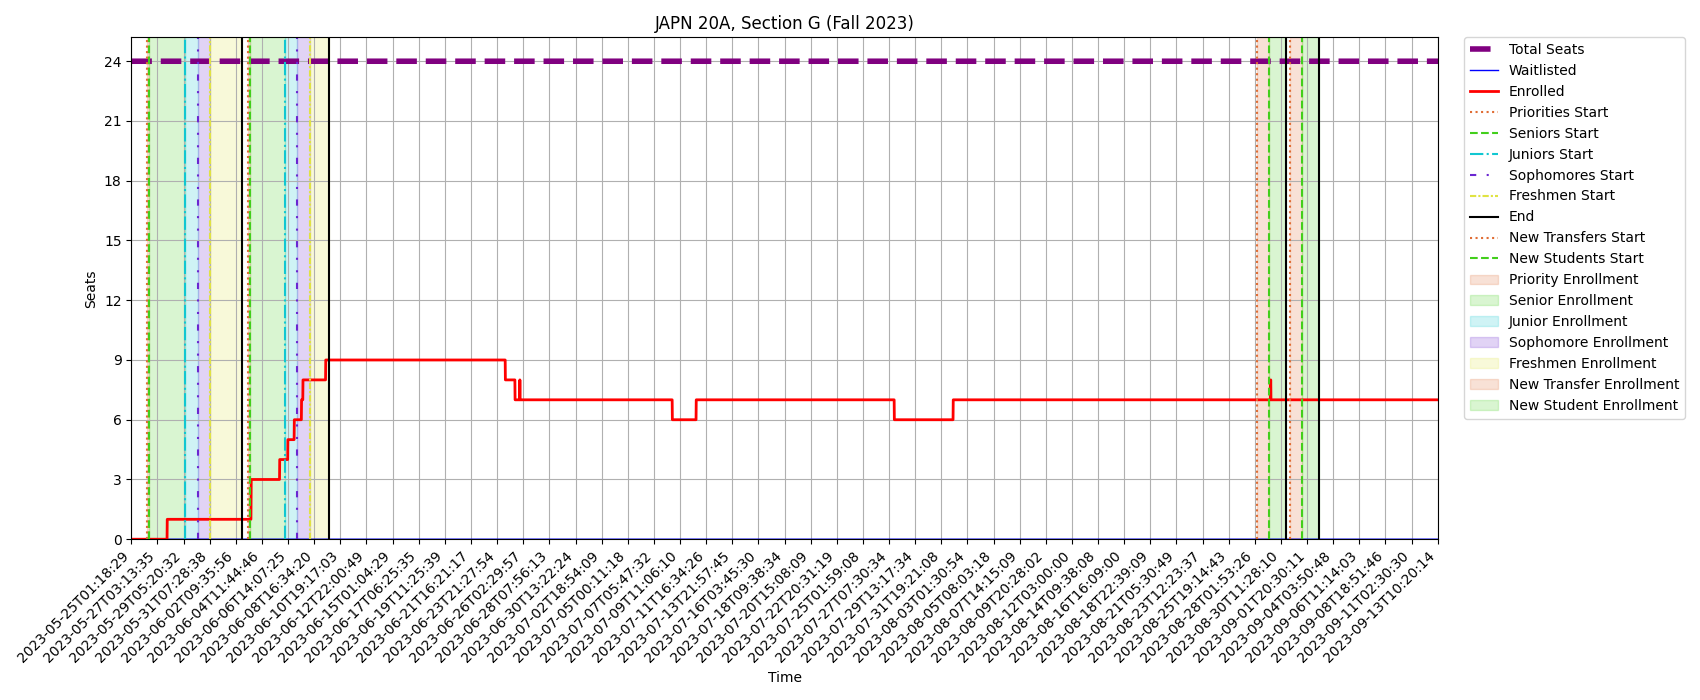 JAPN 20A, Section G (Fall 2023)
Seats
24
21
18
15
12
9
6
3
0
2023-05-25T01:18:29
2023-05-27T03:13:35
2023-05-29T05:20:32
2023-05-31T07:28:38
2023-06-02T09:35:56
2023-06-04T11:44:46
2023-06-06T14:07:23
2023-06-08T16:34:20
2023-06-10T19:17:03
2023-06-12T22:00:49
2023-06-15T01:04:29
2023-06-17T06:25:35
2023-06-19T11:25:39
2023-06-21T16:21:17
2023-06-23T21:27:54
2023-06-26T02:29:57
2023-06-28T07:56:13
2023-06-30T13:22:24
2023-07-02T18:54:09
2023-07-05T00:11:18
2023-07-07T05:47:32
2023-07-09T11:06:10
2023-07-11T16:34:26
2023-07-13T21:57:45
2023-07-16T03:45:30
2023-07-18T09:38:34
2023-07-20T15:08:09
2023-07-22T20:31:19
2023-07-25T01:59:08
2023-07-27T07:30:34
2023-07-29T13:17:34
2023-07-31T19:21:08
2023-08-03T01:30:54
2023-08-05T08:03:18
2023-08-07T14:15:09
2023-08-09T20:28:02
2023-08-12T03:00:00
2023-08-14T09:38:08
2023-08-16T16:09:00
2023-08-18T22:39:09
2023-08-21T05:30:49
2023-08-23T12:23:37
2023-08-25T19:14:43
2023-08-28T01:53:26
2023-08-30T11:28:10
2023-09-01T20:30:11
2023-09-04T03:50:48
2023-09-06T11:14:03
2023-09-08T18:51:46
2023-09-11T02:30:30
2023-09-13T10:20:14
Time
Total Seats
Waitlisted
Enrolled
Priorities Start
Seniors Start
Juniors Start
Sophomores Start
Freshmen Start
End
New Transfers Start
New Students Start
Priority Enrollment
Senior Enrollment
Junior Enrollment
Sophomore Enrollment
Freshmen Enrollment
New Transfer Enrollment
New Student Enrollment